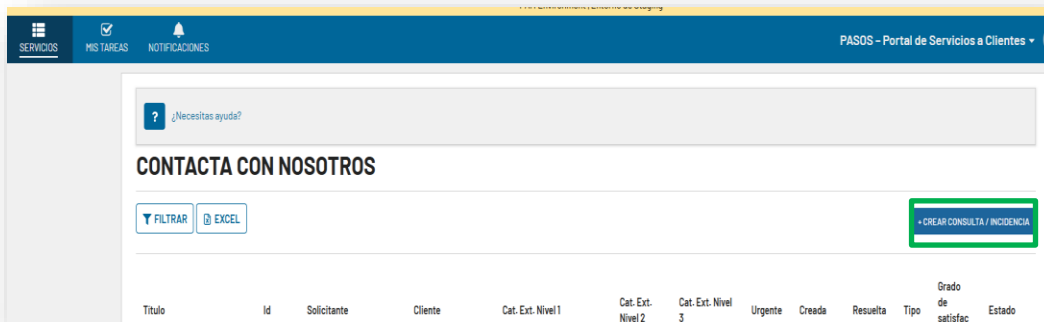 SERVICIOS
MIS TAREAS
NOTIFICACIONES
PASOS – Portal de Servicios a Clientes
? ¿Necesitas ayuda?
CONTACTA CON NOSOTROS
FILTRAR
EXCEL
+ CREAR CONSULTA / INCIDENCIA
Titulo
Id
Solicitante
Cliente
Cat. Ext. Nivel 1
Cat. Ext.
Nivel 2
Cat. Ext. Nivel
3
Urgente
Creada
Resuelta
Tipo
Grado
de
satisfac
Estado